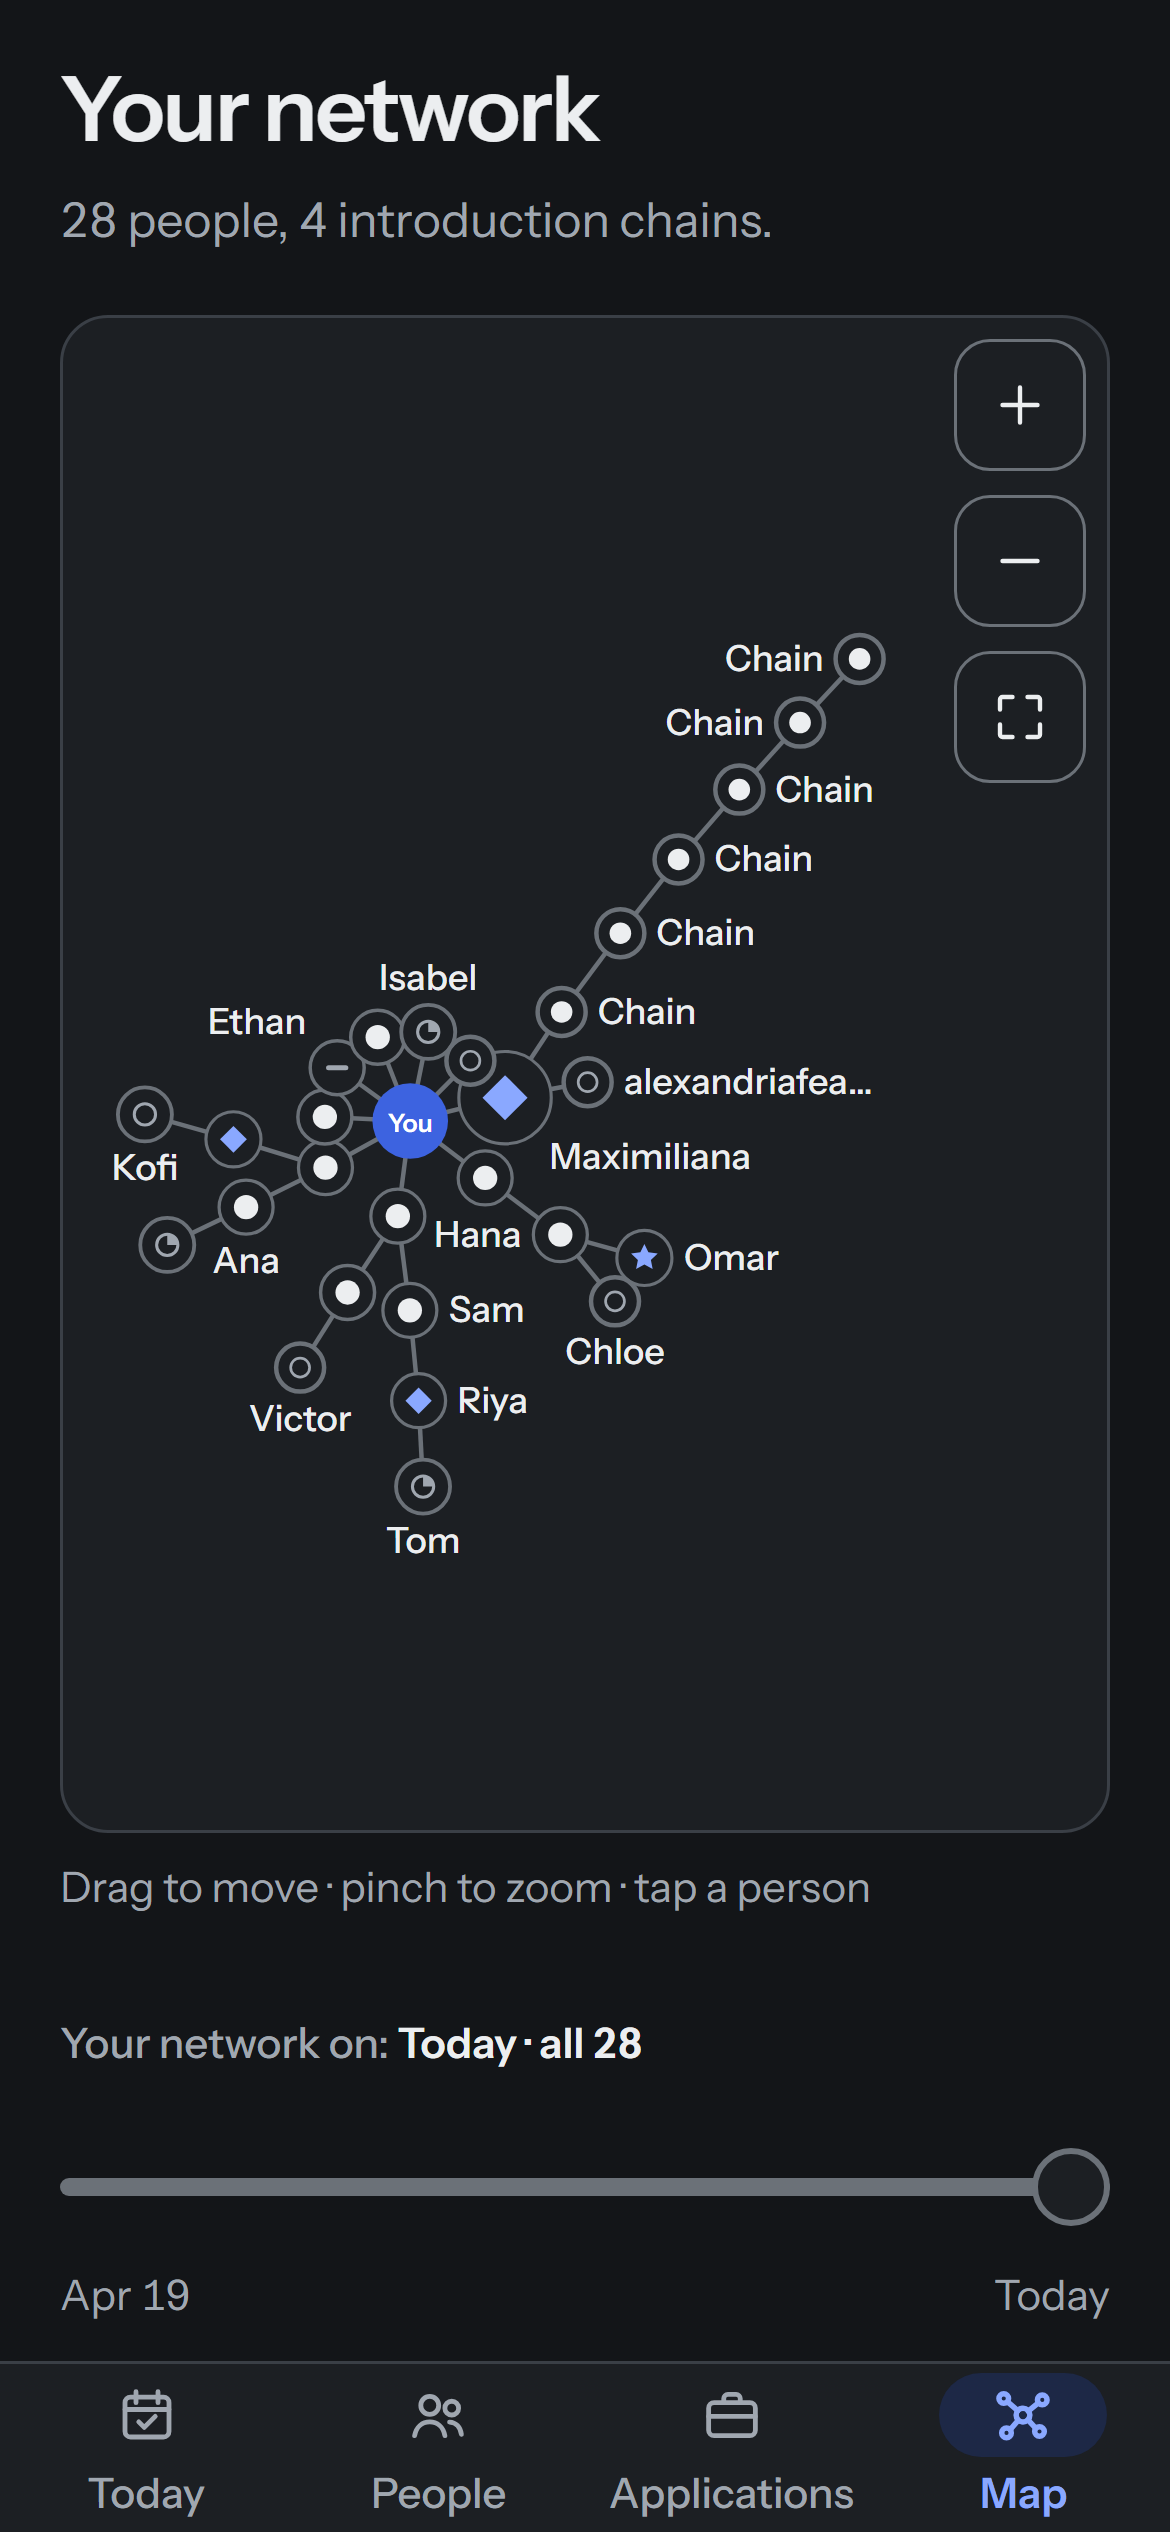 Your network
28 people, 4 introduction chains.
Chain
Chain
Chain
Chain
Chain
Isabel
Chain
Ethan
alexandriafea...
You
Maximiliana
Kofi
Hana
Ana
Omar
Sam
Chloe
Riya
Victor
Tom
Drag to move · pinch to zoom · tap a person
Your network on: Today · all 28
Apr 19
Today
Today
People
Applications
Map